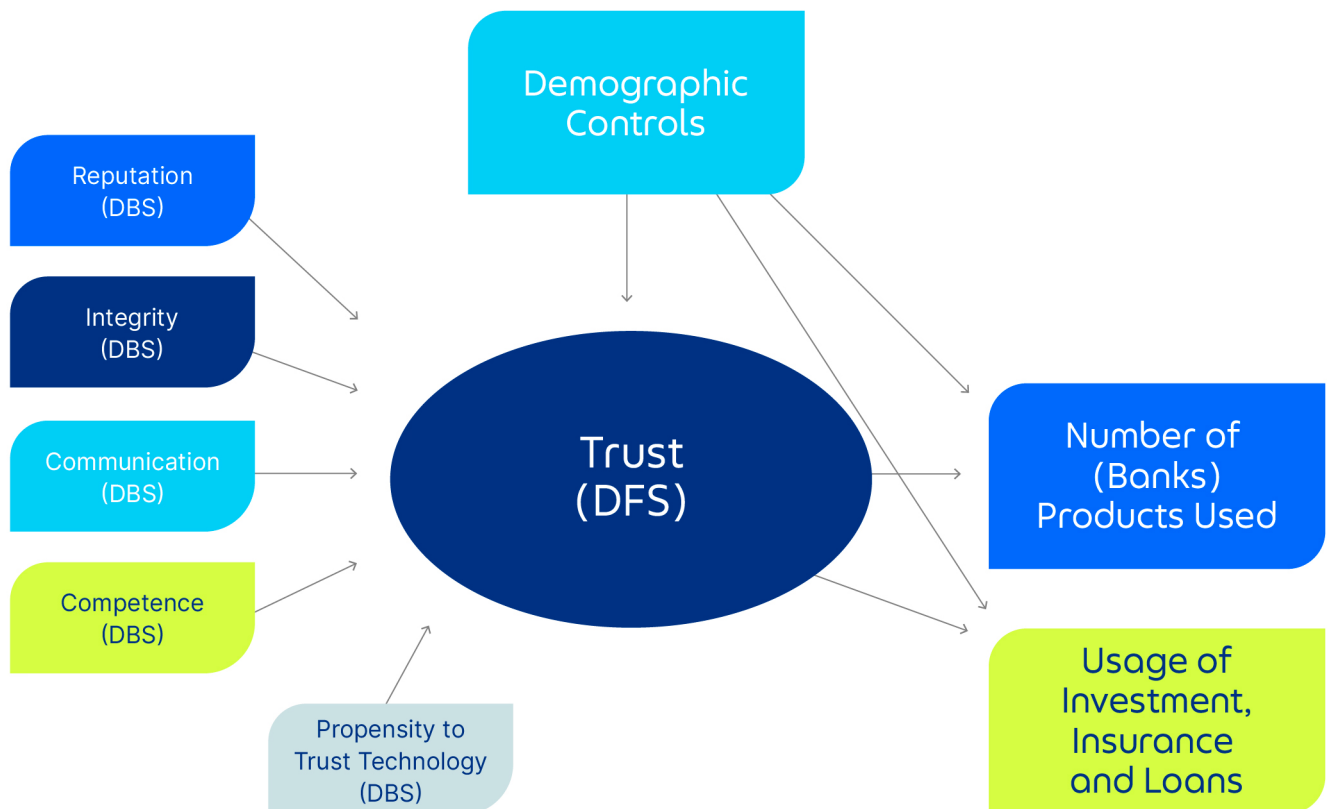 Demographic
Controls
Reputation
(DBS)
Integrity
(DBS)
Communication
(DBS)
Competence
(DBS)
Propensity to
Trust Technology
(DBS)
Trust
(DFS)
Number of
(Banks)
Products Used
Usage of
Investment,
Insurance
and Loans